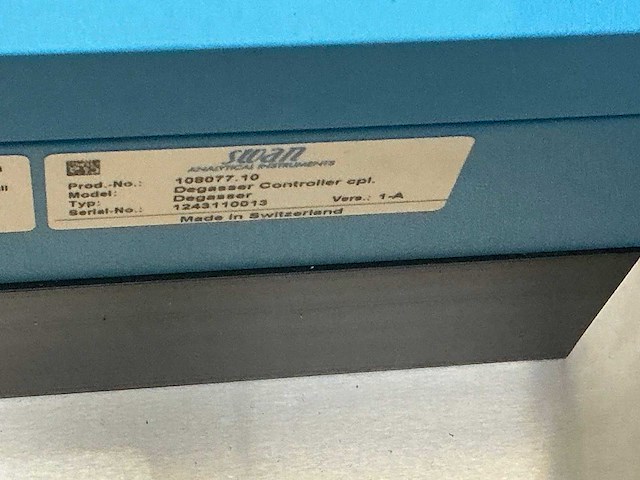 swan
ANALYTICAL INSTRUMENTS
Prod.-No.: 108077.10
Model: Degasser Controller cpl.
Typ: Degasser Vers.: 1-A
Serial-No.: 1243110013
Made in Switzerland